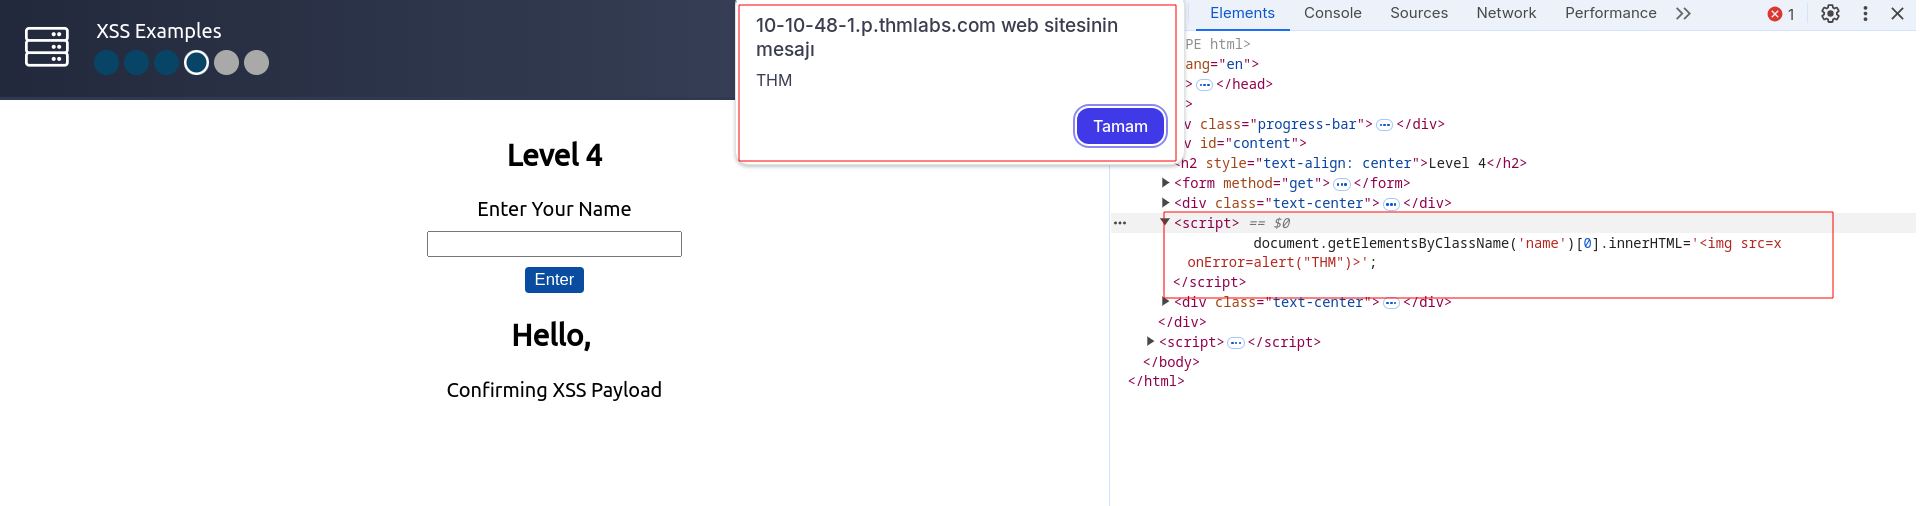 XSS Examples
10-10-48-1.p.thmlabs.com web sitesinin
mesajı
THM
Tamam
Level 4
Enter Your Name
Enter
Hello,
Confirming XSS Payload
Elements Console Sources Network Performance 1
PE html>
ang="en">
> ⋯ </head>
>
v class="progress-bar"> ⋯ </div>
v id="content">
<h2 style="text-align: center">Level 4</h2>
<form method="get"> ⋯ </form>
<div class="text-center"> ⋯ </div>
⋯ <script> == $0
document.getElementsByClassName('name')[0].innerHTML='<img src=x
onError=alert("THM")>';
</script>
<div class="text-center"> ⋯ </div>
</div>
<script> ⋯ </script>
</body>
</html>